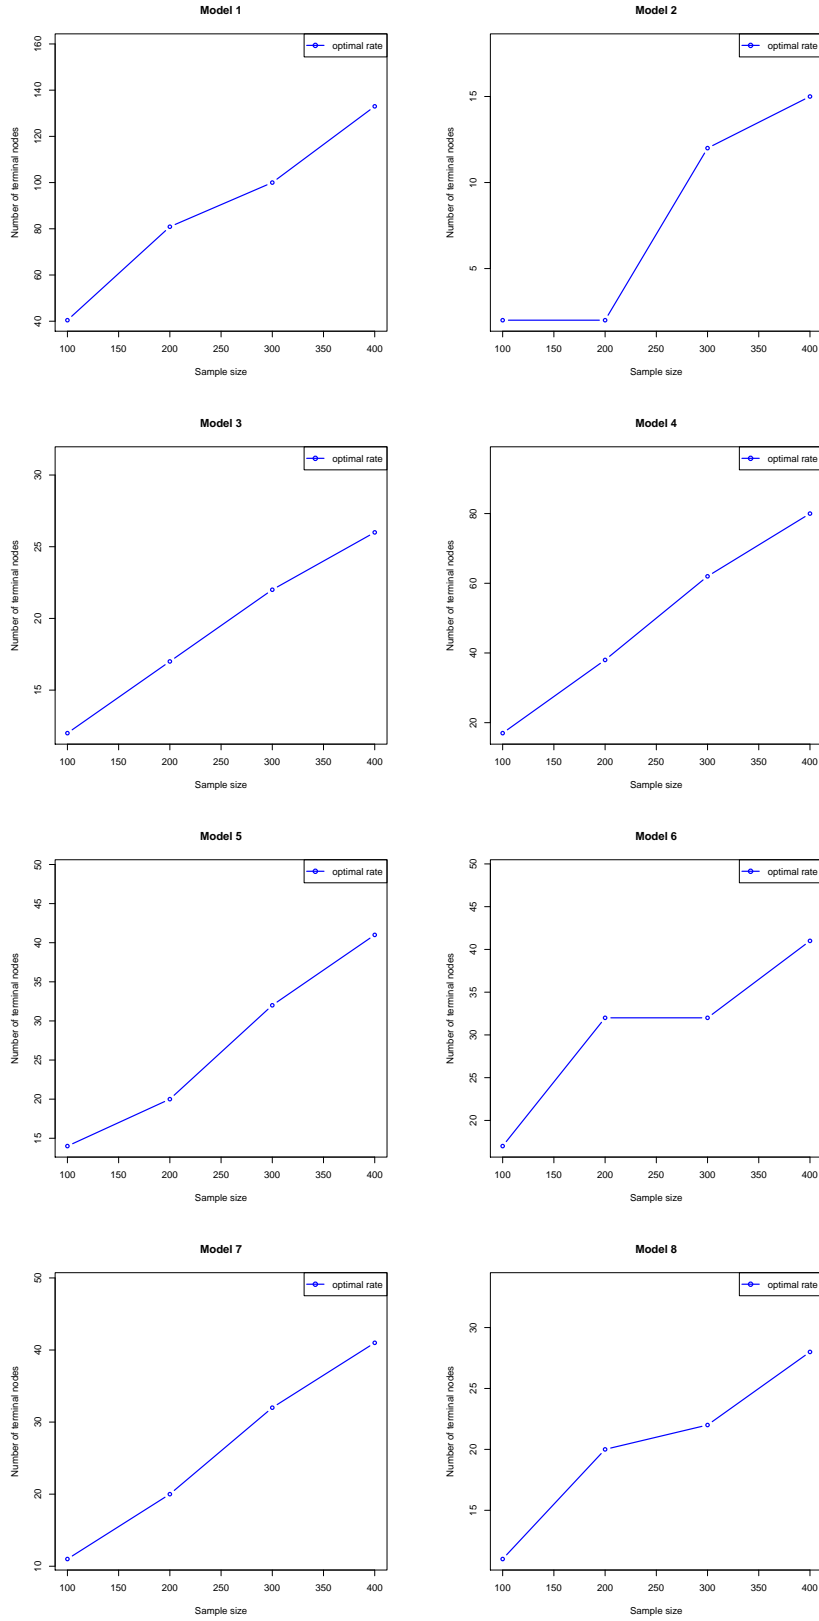 Model 1
optimal rate
Number of terminal nodes
160
140
120
100
80
60
40
100 150 200 250 300 350 400
Sample size
Model 2
optimal rate
Number of terminal nodes
15
10
5
100 150 200 250 300 350 400
Sample size
Model 3
optimal rate
Number of terminal nodes
30
25
20
15
100 150 200 250 300 350 400
Sample size
Model 4
optimal rate
Number of terminal nodes
80
60
40
20
100 150 200 250 300 350 400
Sample size
Model 5
optimal rate
Number of terminal nodes
50
45
40
35
30
25
20
15
100 150 200 250 300 350 400
Sample size
Model 6
optimal rate
Number of terminal nodes
50
45
40
35
30
25
20
100 150 200 250 300 350 400
Sample size
Model 7
optimal rate
Number of terminal nodes
50
40
30
20
10
100 150 200 250 300 350 400
Sample size
Model 8
optimal rate
Number of terminal nodes
30
25
20
15
100 150 200 250 300 350 400
Sample size